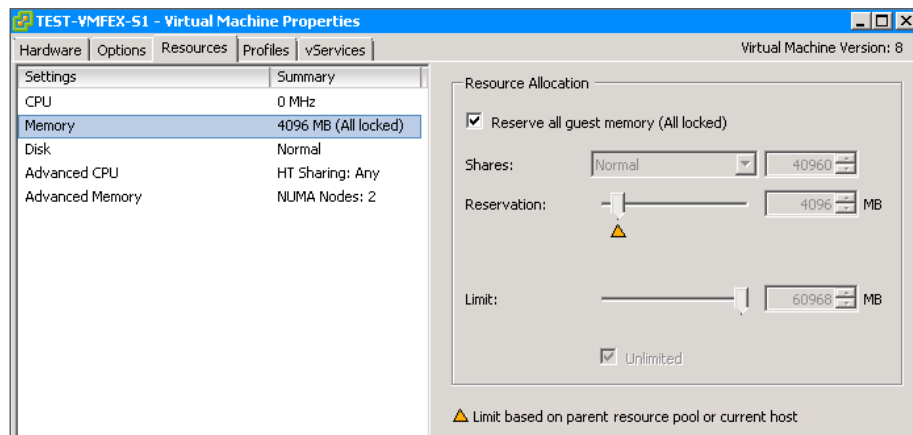 TEST-VMFEX-S1 - Virtual Machine Properties
Hardware Options Resources Profiles vServices Virtual Machine Version: 8
Settings Summary
CPU 0 MHz
Memory 4096 MB (All locked)
Disk Normal
Advanced CPU HT Sharing: Any
Advanced Memory NUMA Nodes: 2
Resource Allocation
Reserve all guest memory (All locked)
Shares: Normal 40960
Reservation: 4096 MB
Limit: 60968 MB
Unlimited
Limit based on parent resource pool or current host